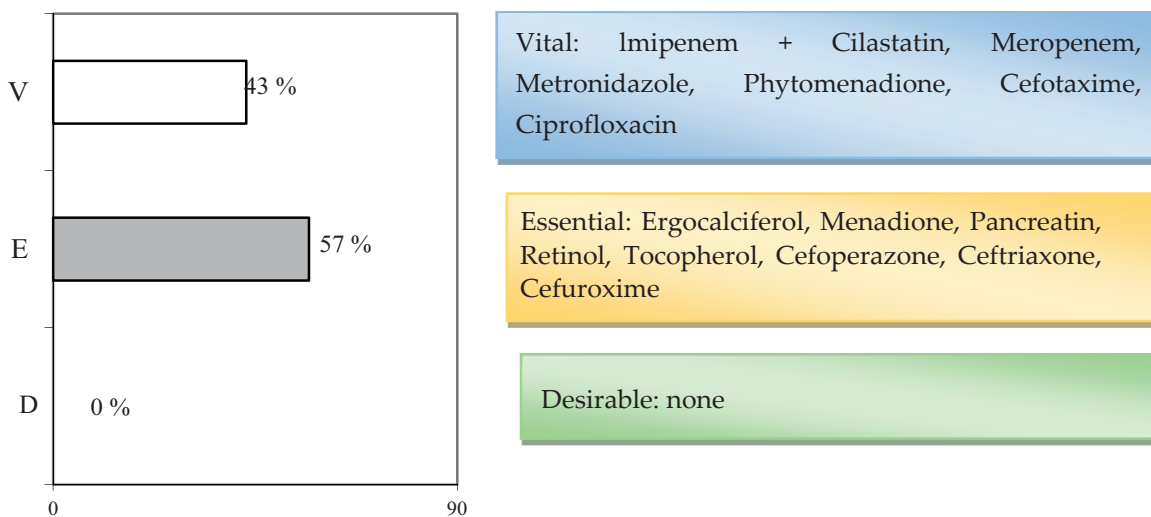 V
43 %
E
57 %
D
0 %
0
90
Vital: Imipenem + Cilastatin, Meropenem,
Metronidazole, Phytomenadione, Cefotaxime,
Ciprofloxacin
Essential: Ergocalciferol, Menadione, Pancreatin,
Retinol, Tocopherol, Cefoperazone, Ceftriaxone,
Cefuroxime
Desirable: none